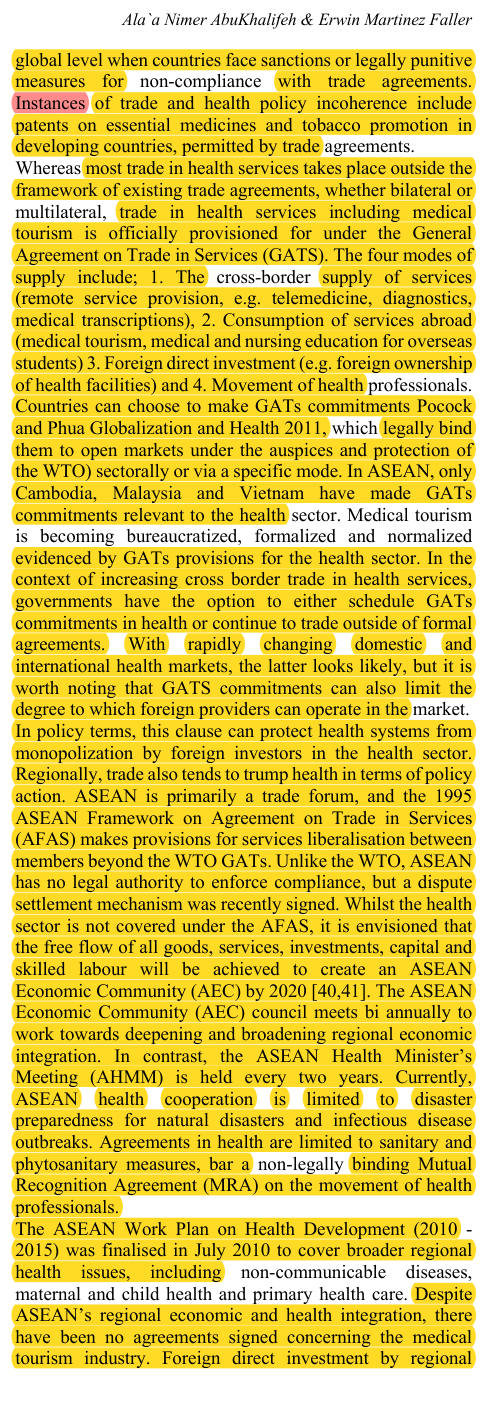 Ala`a Nimer AbuKhalifeh & Erwin Martinez Faller
global level when countries face sanctions or legally punitive
measures for non-compliance with trade agreements.
Instances of trade and health policy incoherence include
patents on essential medicines and tobacco promotion in
developing countries, permitted by trade agreements.
Whereas most trade in health services takes place outside the
framework of existing trade agreements, whether bilateral or
multilateral, trade in health services including medical
tourism is officially provisioned for under the General
Agreement on Trade in Services (GATS). The four modes of
supply include; 1. The cross-border supply of services
(remote service provision, e.g. telemedicine, diagnostics,
medical transcriptions), 2. Consumption of services abroad
(medical tourism, medical and nursing education for overseas
students) 3. Foreign direct investment (e.g. foreign ownership
of health facilities) and 4. Movement of health professionals.
Countries can choose to make GATs commitments Pocock
and Phua Globalization and Health 2011, which legally bind
them to open markets under the auspices and protection of
the WTO) sectorally or via a specific mode. In ASEAN, only
Cambodia, Malaysia and Vietnam have made GATs
commitments relevant to the health sector. Medical tourism
is becoming bureaucratized, formalized and normalized
evidenced by GATs provisions for the health sector. In the
context of increasing cross border trade in health services,
governments have the option to either schedule GATs
commitments in health or continue to trade outside of formal
agreements. With rapidly changing domestic and
international health markets, the latter looks likely, but it is
worth noting that GATS commitments can also limit the
degree to which foreign providers can operate in the market.
In policy terms, this clause can protect health systems from
monopolization by foreign investors in the health sector.
Regionally, trade also tends to trump health in terms of policy
action. ASEAN is primarily a trade forum, and the 1995
ASEAN Framework on Agreement on Trade in Services
(AFAS) makes provisions for services liberalisation between
members beyond the WTO GATs. Unlike the WTO, ASEAN
has no legal authority to enforce compliance, but a dispute
settlement mechanism was recently signed. Whilst the health
sector is not covered under the AFAS, it is envisioned that
the free flow of all goods, services, investments, capital and
skilled labour will be achieved to create an ASEAN
Economic Community (AEC) by 2020 [40,41]. The ASEAN
Economic Community (AEC) council meets bi annually to
work towards deepening and broadening regional economic
integration. In contrast, the ASEAN Health Minister’s
Meeting (AHMM) is held every two years. Currently,
ASEAN health cooperation is limited to disaster
preparedness for natural disasters and infectious disease
outbreaks. Agreements in health are limited to sanitary and
phytosanitary measures, bar a non-legally binding Mutual
Recognition Agreement (MRA) on the movement of health
professionals.
The ASEAN Work Plan on Health Development (2010 -
2015) was finalised in July 2010 to cover broader regional
health issues, including non-communicable diseases,
maternal and child health and primary health care. Despite
ASEAN’s regional economic and health integration, there
have been no agreements signed concerning the medical
tourism industry. Foreign direct investment by regional